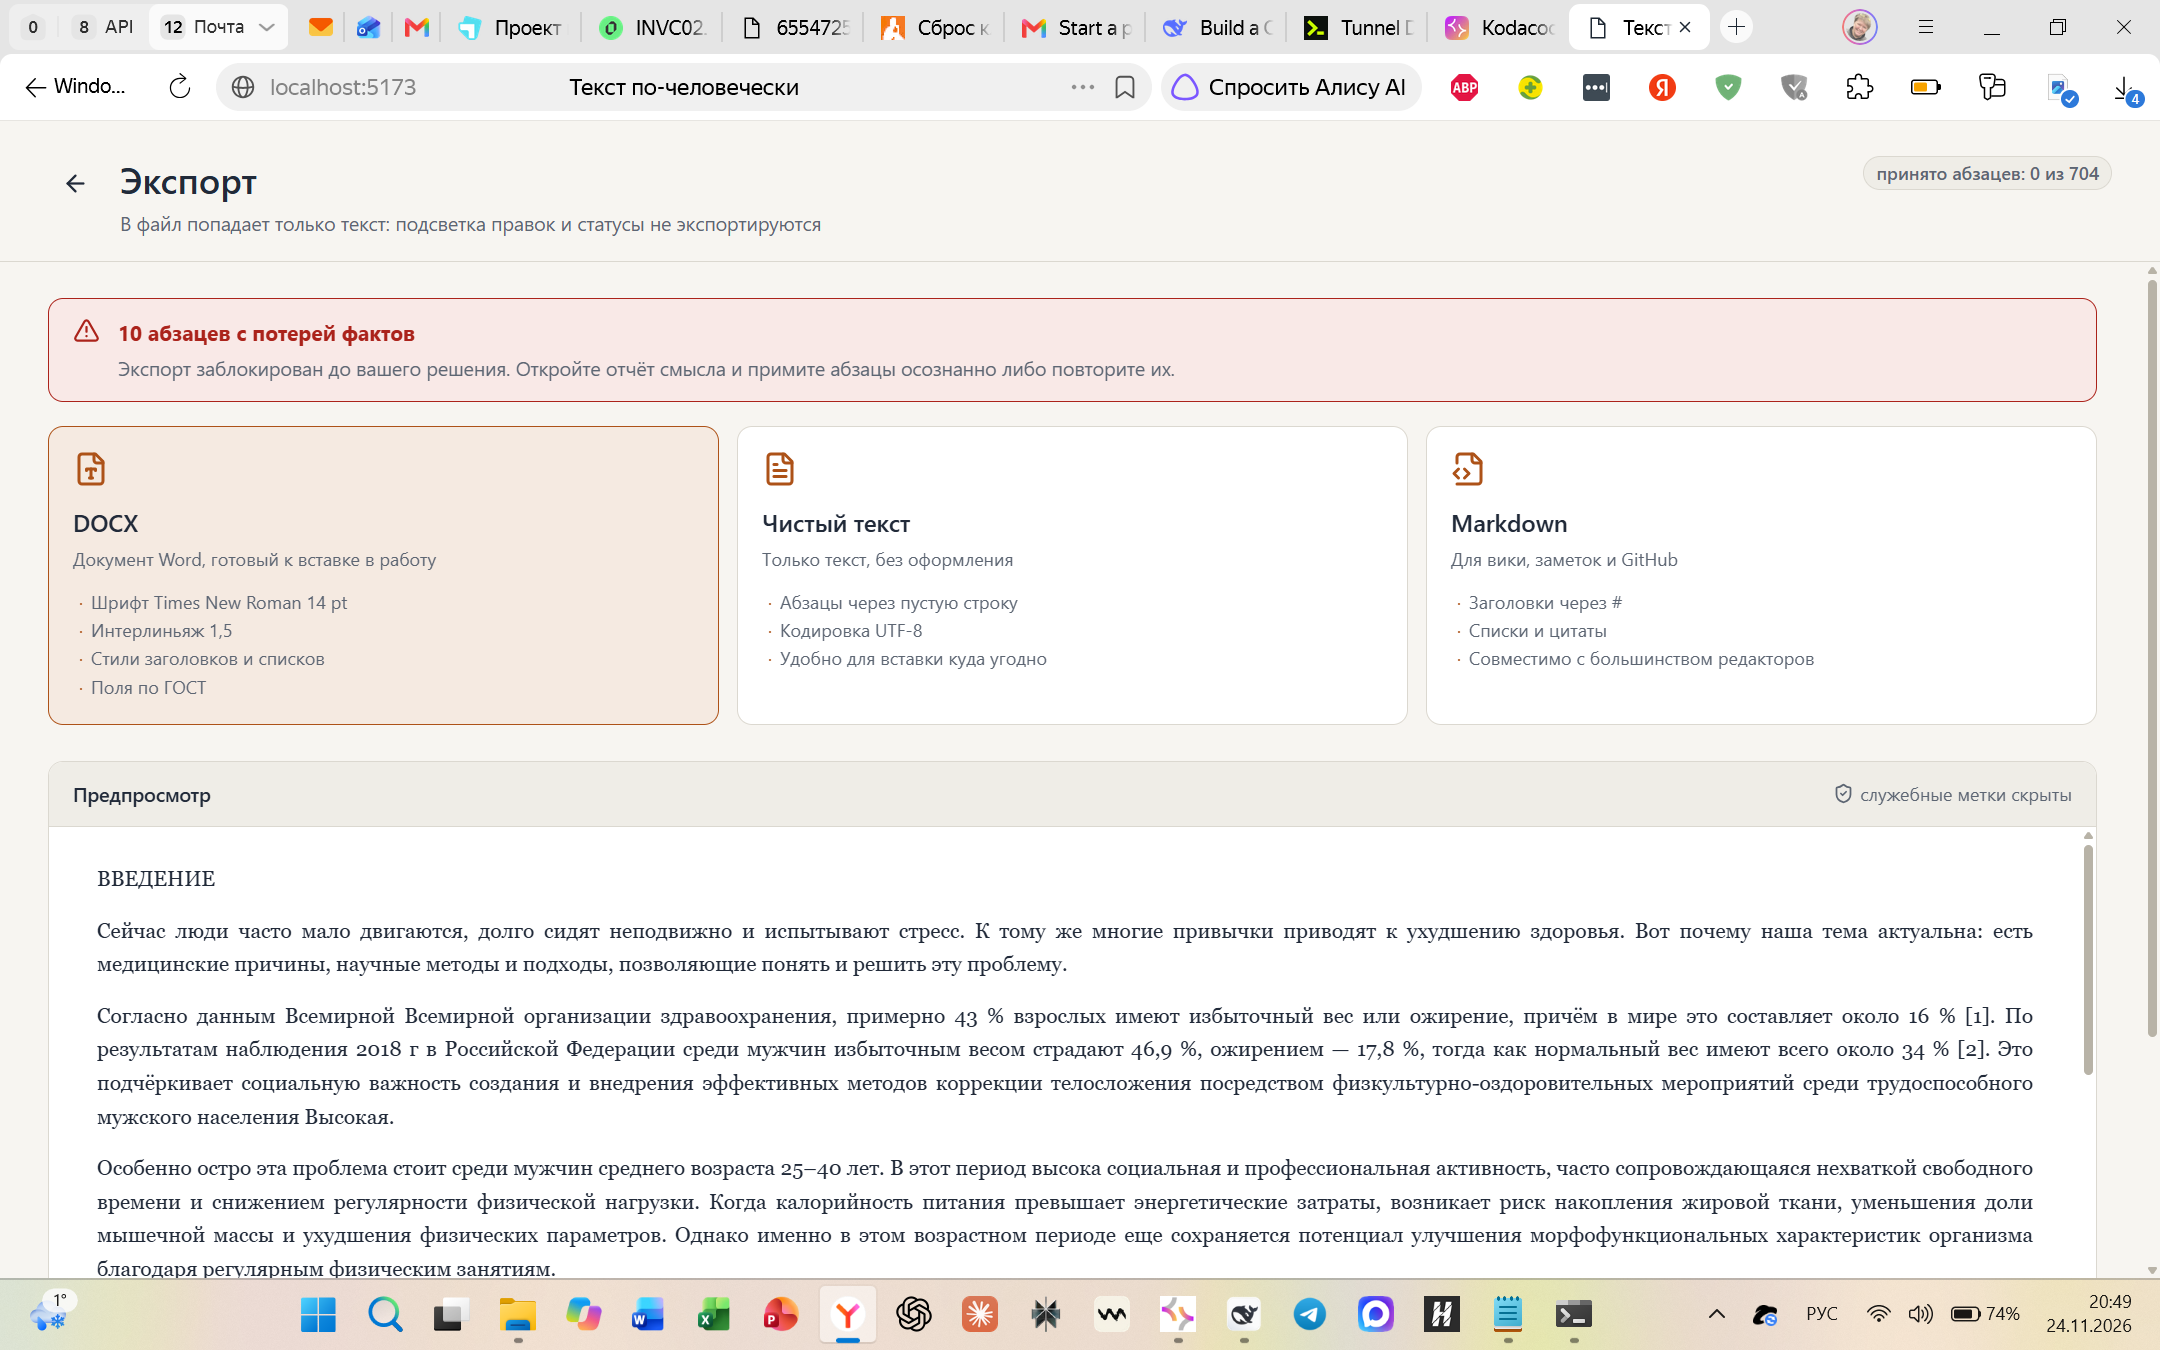 0
8 API
12 Почта
Проект
INVC02.
6554725
Сброс к
Start a p
Build a C
Tunnel D
Kodacoc
Текст
Windo...
localhost:5173
Текст по-человечески
Спросить Алису AI
ABP
Я
4
Экспорт
В файл попадает только текст: подсветка правок и статусы не экспортируются
принято абзацев: 0 из 704
10 абзацев с потерей фактов
Экспорт заблокирован до вашего решения. Откройте отчёт смысла и примите абзацы осознанно либо повторите их.
DOCX
Документ Word, готовый к вставке в работу
· Шрифт Times New Roman 14 pt
· Интерлиньяж 1,5
· Стили заголовков и списков
· Поля по ГОСТ
Чистый текст
Только текст, без оформления
· Абзацы через пустую строку
· Кодировка UTF-8
· Удобно для вставки куда угодно
Markdown
Для вики, заметок и GitHub
· Заголовки через #
· Списки и цитаты
· Совместимо с большинством редакторов
Предпросмотр
служебные метки скрыты
ВВЕДЕНИЕ
Сейчас люди часто мало двигаются, долго сидят неподвижно и испытывают стресс. К тому же многие привычки приводят к ухудшению здоровья. Вот почему наша тема актуальна: есть
медицинские причины, научные методы и подходы, позволяющие понять и решить эту проблему.
Согласно данным Всемирной Всемирной организации здравоохранения, примерно 43 % взрослых имеют избыточный вес или ожирение, причём в мире это составляет около 16 % [1]. По
результатам наблюдения 2018 г в Российской Федерации среди мужчин избыточным весом страдают 46,9 %, ожирением — 17,8 %, тогда как нормальный вес имеют всего около 34 % [2]. Это
подчёркивает социальную важность создания и внедрения эффективных методов коррекции телосложения посредством физкультурно-оздоровительных мероприятий среди трудоспособного
мужского населения Высокая.
Особенно остро эта проблема стоит среди мужчин среднего возраста 25–40 лет. В этот период высока социальная и профессиональная активность, часто сопровождающаяся нехваткой свободного
времени и снижением регулярности физической нагрузки. Когда калорийность питания превышает энергетические затраты, возникает риск накопления жировой ткани, уменьшения доли
мышечной массы и ухудшения физических параметров. Однако именно в этом возрастном периоде еще сохраняется потенциал улучшения морфофункциональных характеристик организма
благодаря регулярным физическим занятиям.
1°
РУС
74%
20:49
24.11.2026